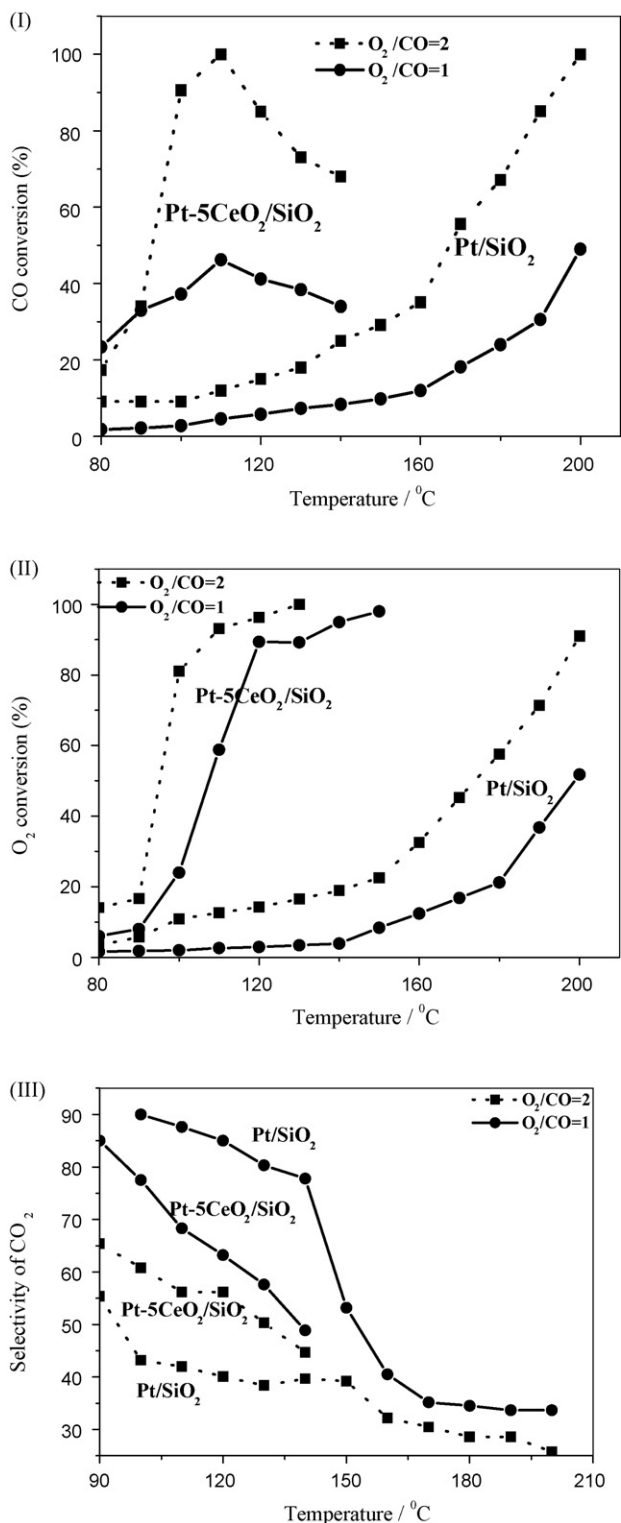 (I)
O₂/CO=2
O₂/CO=1
100
80
60
40
20
0
CO conversion (%)
Pt-5CeO₂/SiO₂
Pt/SiO₂
80 120 160 200
Temperature / ⁰C
(II)
O₂/CO=2
O₂/CO=1
100
80
60
40
20
0
O₂ conversion (%)
Pt-5CeO₂/SiO₂
Pt/SiO₂
80 120 160 200
Temperature / ⁰C
(III)
O₂/CO=2
O₂/CO=1
90
80
70
60
50
40
30
Selectivity of CO₂
Pt/SiO₂
Pt-5CeO₂/SiO₂
Pt-5CeO₂/SiO₂
Pt/SiO₂
90 120 150 180 210
Temperature / ⁰C